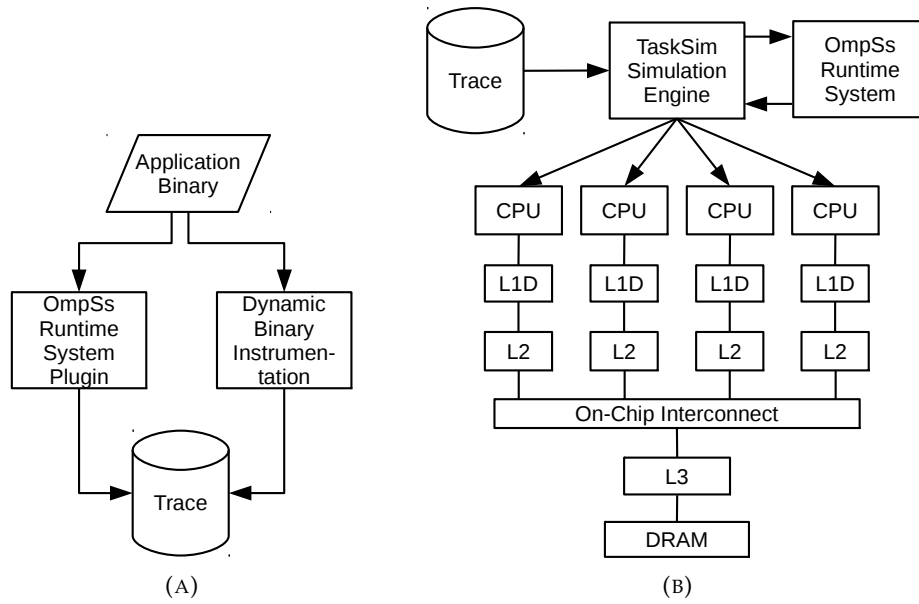 Application
Binary
OmpSs
Runtime
System
Plugin
Dynamic
Binary
Instrumen-
tation
Trace
(A)
Trace
TaskSim
Simulation
Engine
OmpSs
Runtime
System
CPU
CPU
CPU
CPU
L1D
L1D
L1D
L1D
L2
L2
L2
L2
On-Chip Interconnect
L3
DRAM
(B)